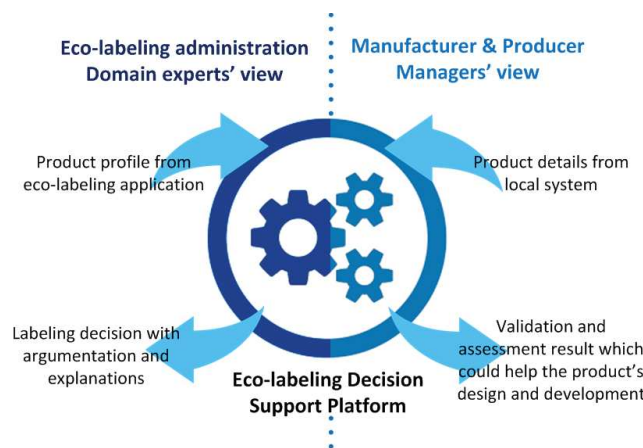 Eco-labeling administration
Domain experts' view
Manufacturer & Producer
Managers' view
Product profile from
eco-labeling application
Product details from
local system
Labeling decision with
argumentation and
explanations
Validation and
assessment result which
could help the product's
design and development
Eco-labeling Decision
Support Platform